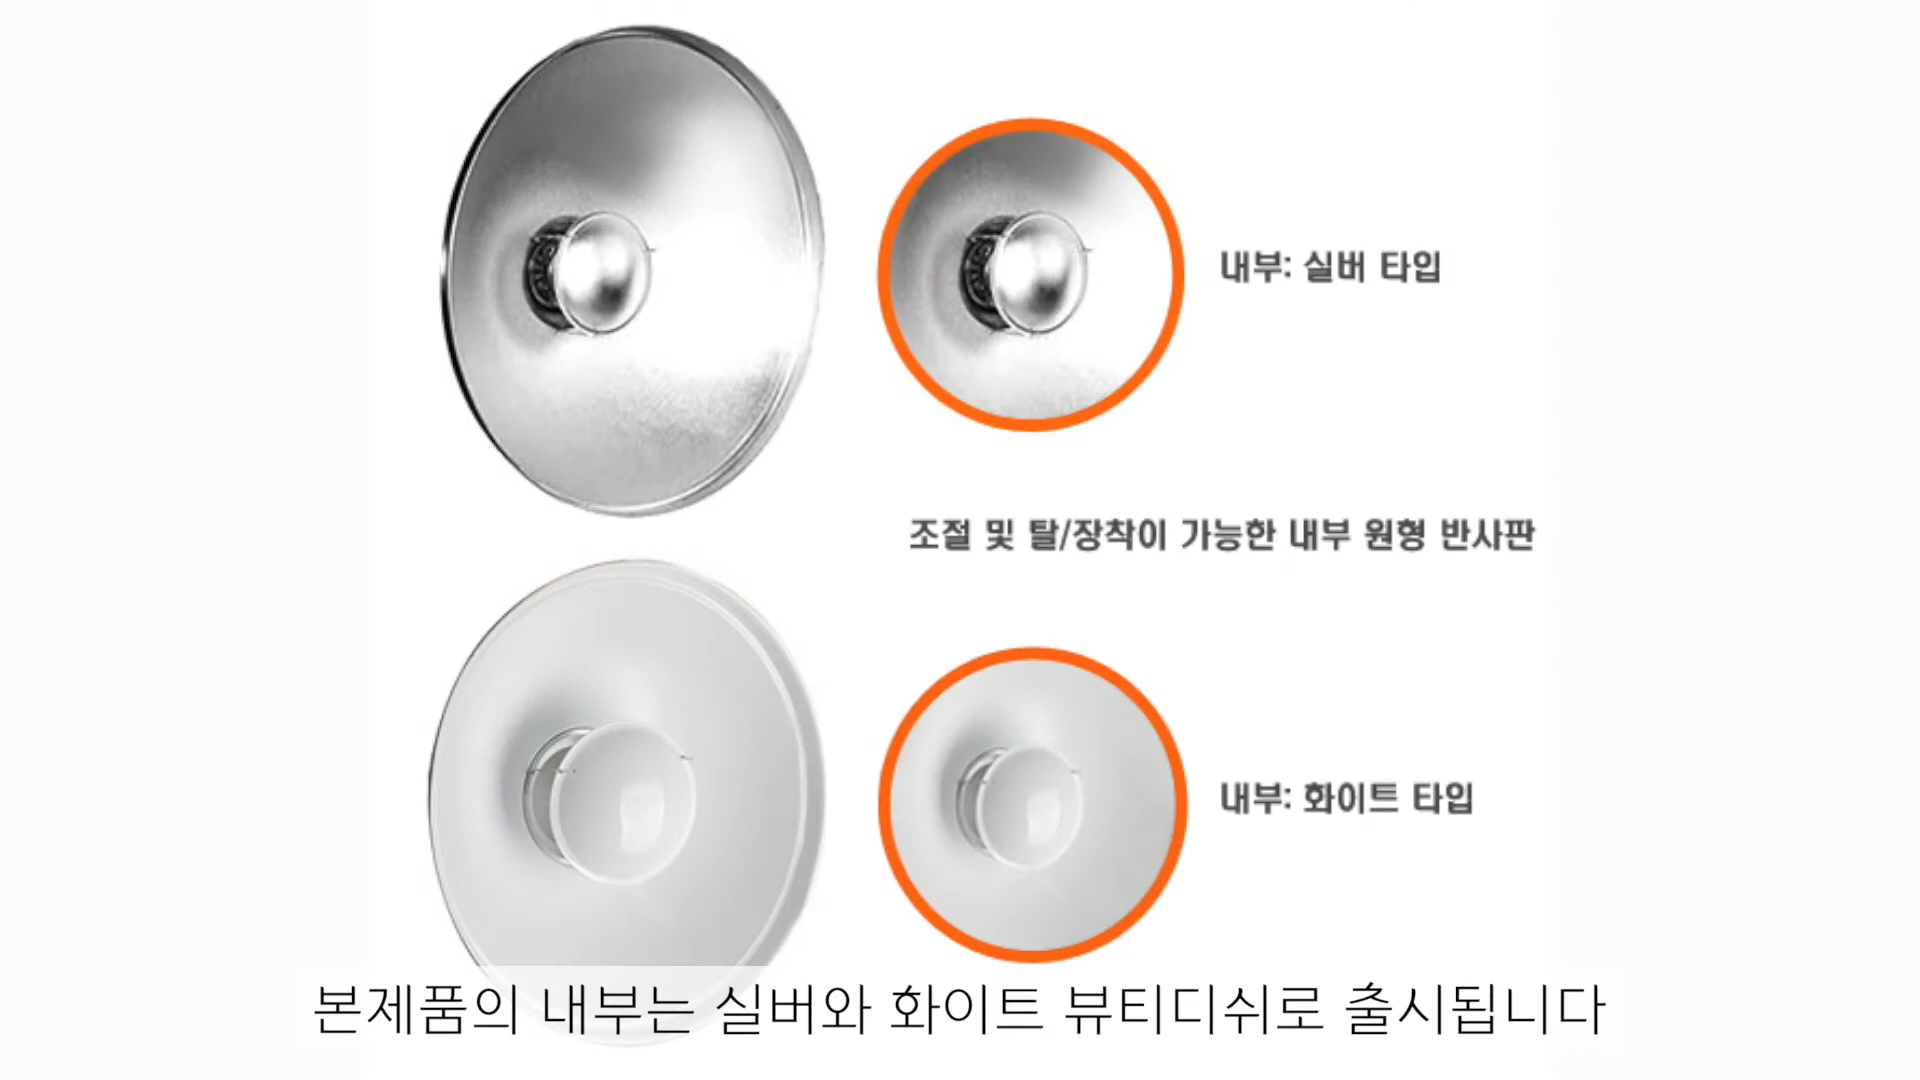 내부: 실버 타입
조절 및 탈/장착이 가능한 내부 원형 반사판
내부: 화이트 타입
본제품의 내부는 실버와 화이트 뷰티디쉬로 출시됩니다